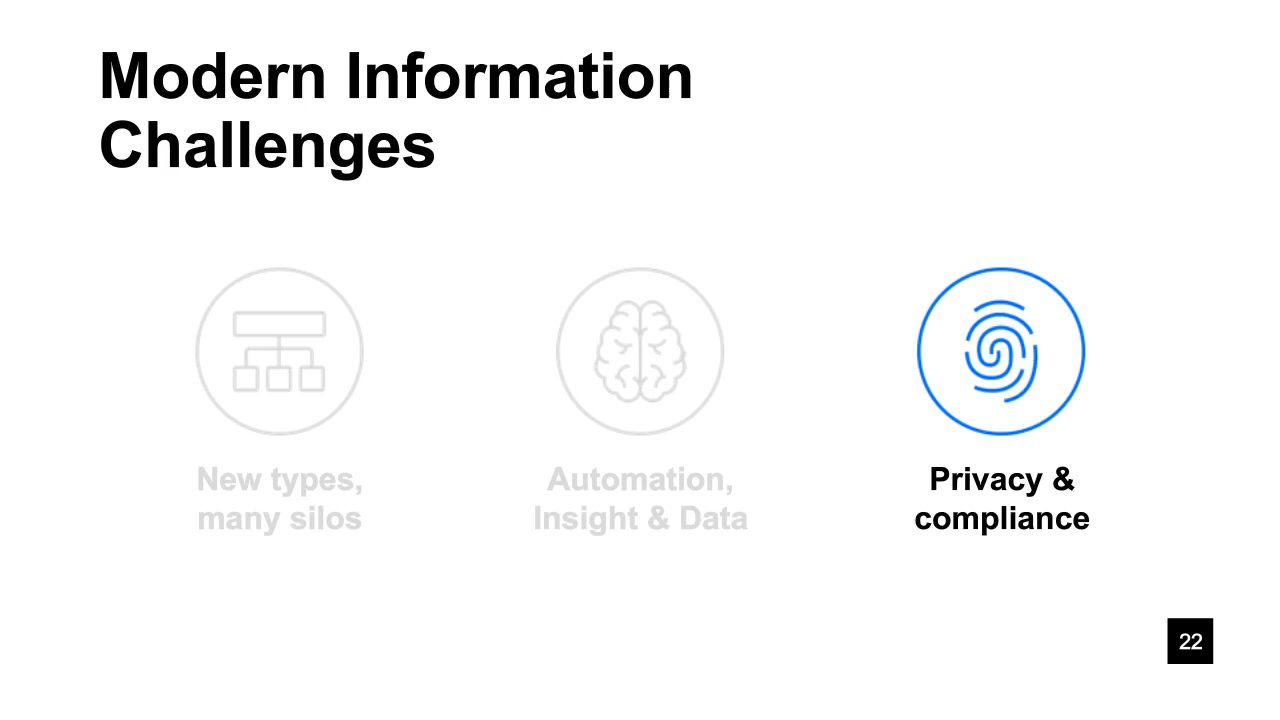 Modern Information
Challenges
New types,
many silos
Automation,
Insight & Data
Privacy &
compliance
22